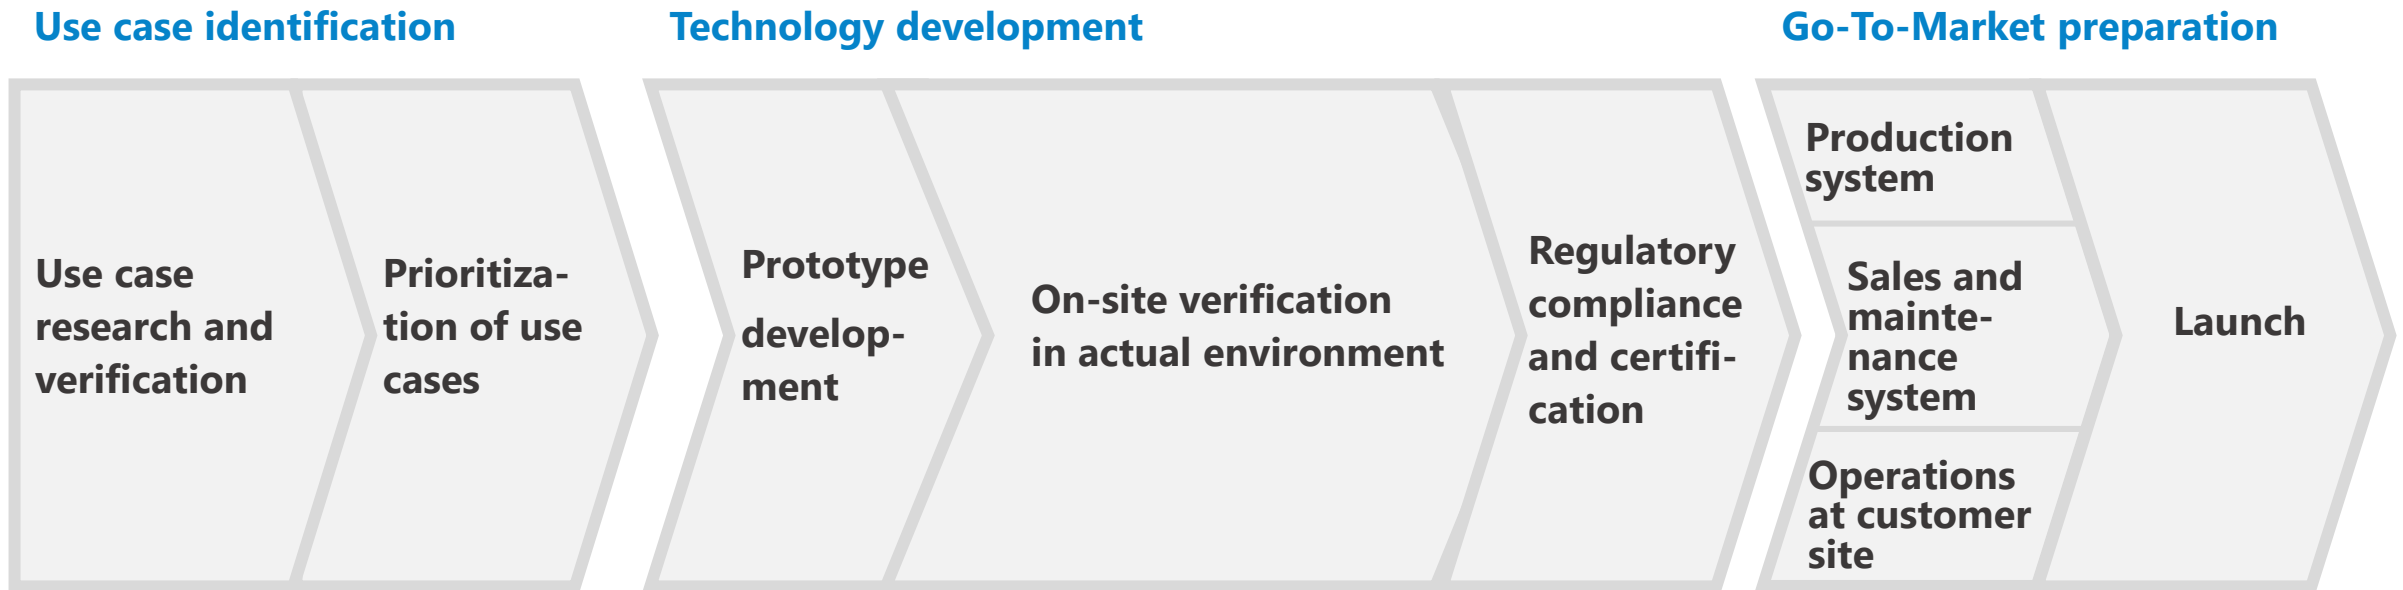 Use case identification
Technology development
Go-To-Market preparation
Use case
research and
verification
Prioritiza-
tion of use
cases
Prototype
develop-
ment
On-site verification
in actual environment
Regulatory
compliance
and certifi-
cation
Production
system
Sales and
mainte-
nance
system
Operations
at customer
site
Launch